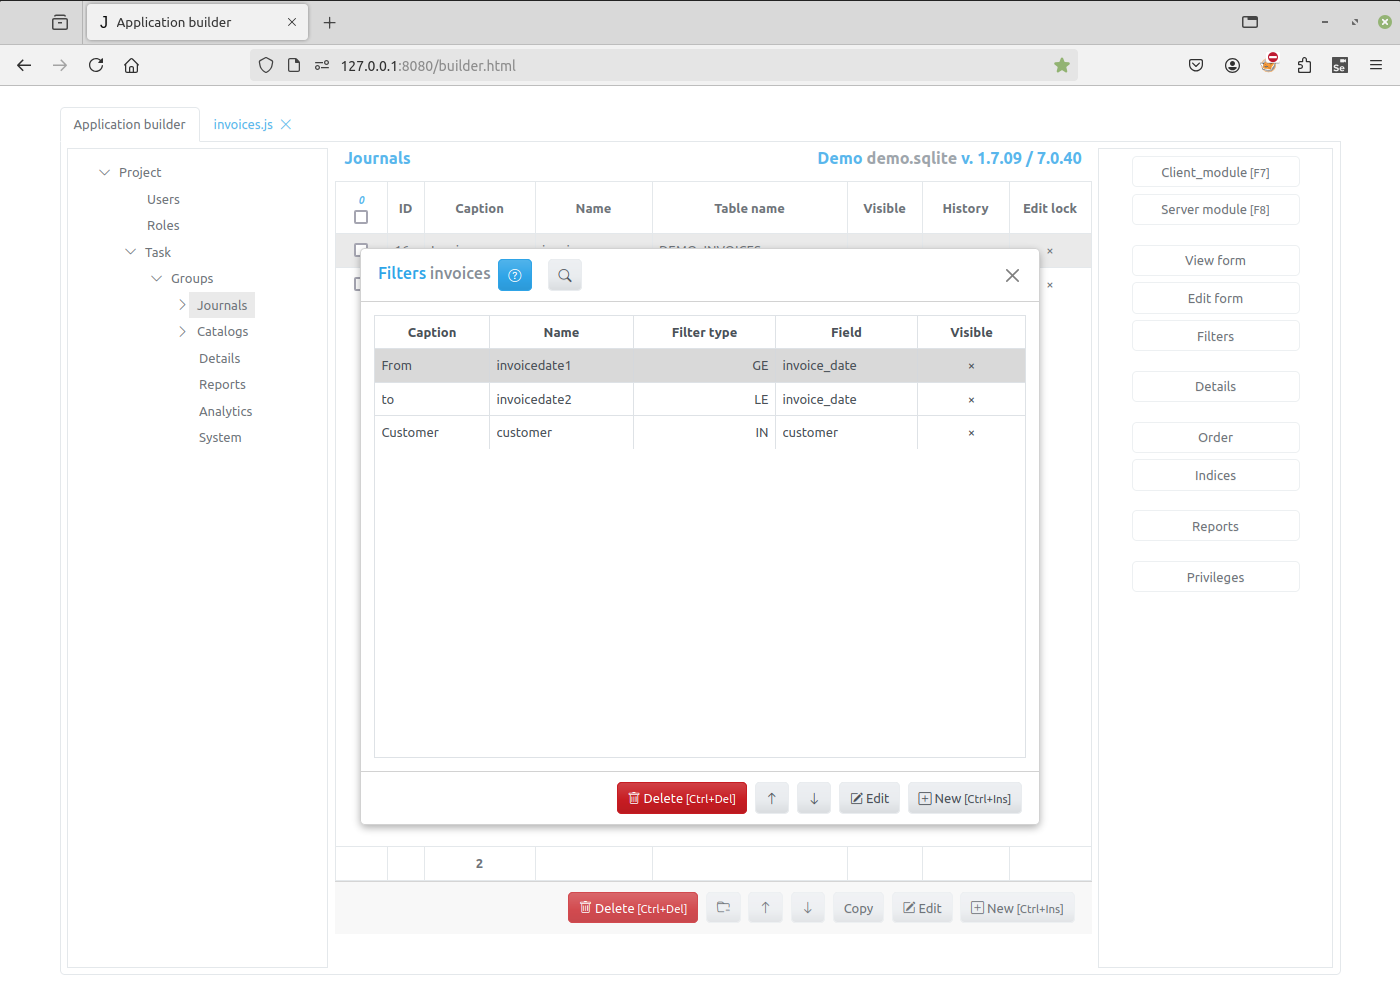 J Application builder
127.0.0.1:8080/builder.html
Application builder
invoices.js
Project
Users
Roles
Task
Groups
Journals
Catalogs
Details
Reports
Analytics
System
Journals
Demo demo.sqlite v. 1.7.09 / 7.0.40
0
ID Caption Name Table name Visible History Edit lock
×
×
Filters invoices
Caption Name Filter type Field Visible
From invoicedate1 GE invoice_date ×
to invoicedate2 LE invoice_date ×
Customer customer IN customer ×
Delete [Ctrl+Del] ↑ ↓ Edit New [Ctrl+Ins]
2
Delete [Ctrl+Del] ↑ ↓ Copy Edit New [Ctrl+Ins]
Client_module [F7]
Server module [F8]
View form
Edit form
Filters
Details
Order
Indices
Reports
Privileges
Se